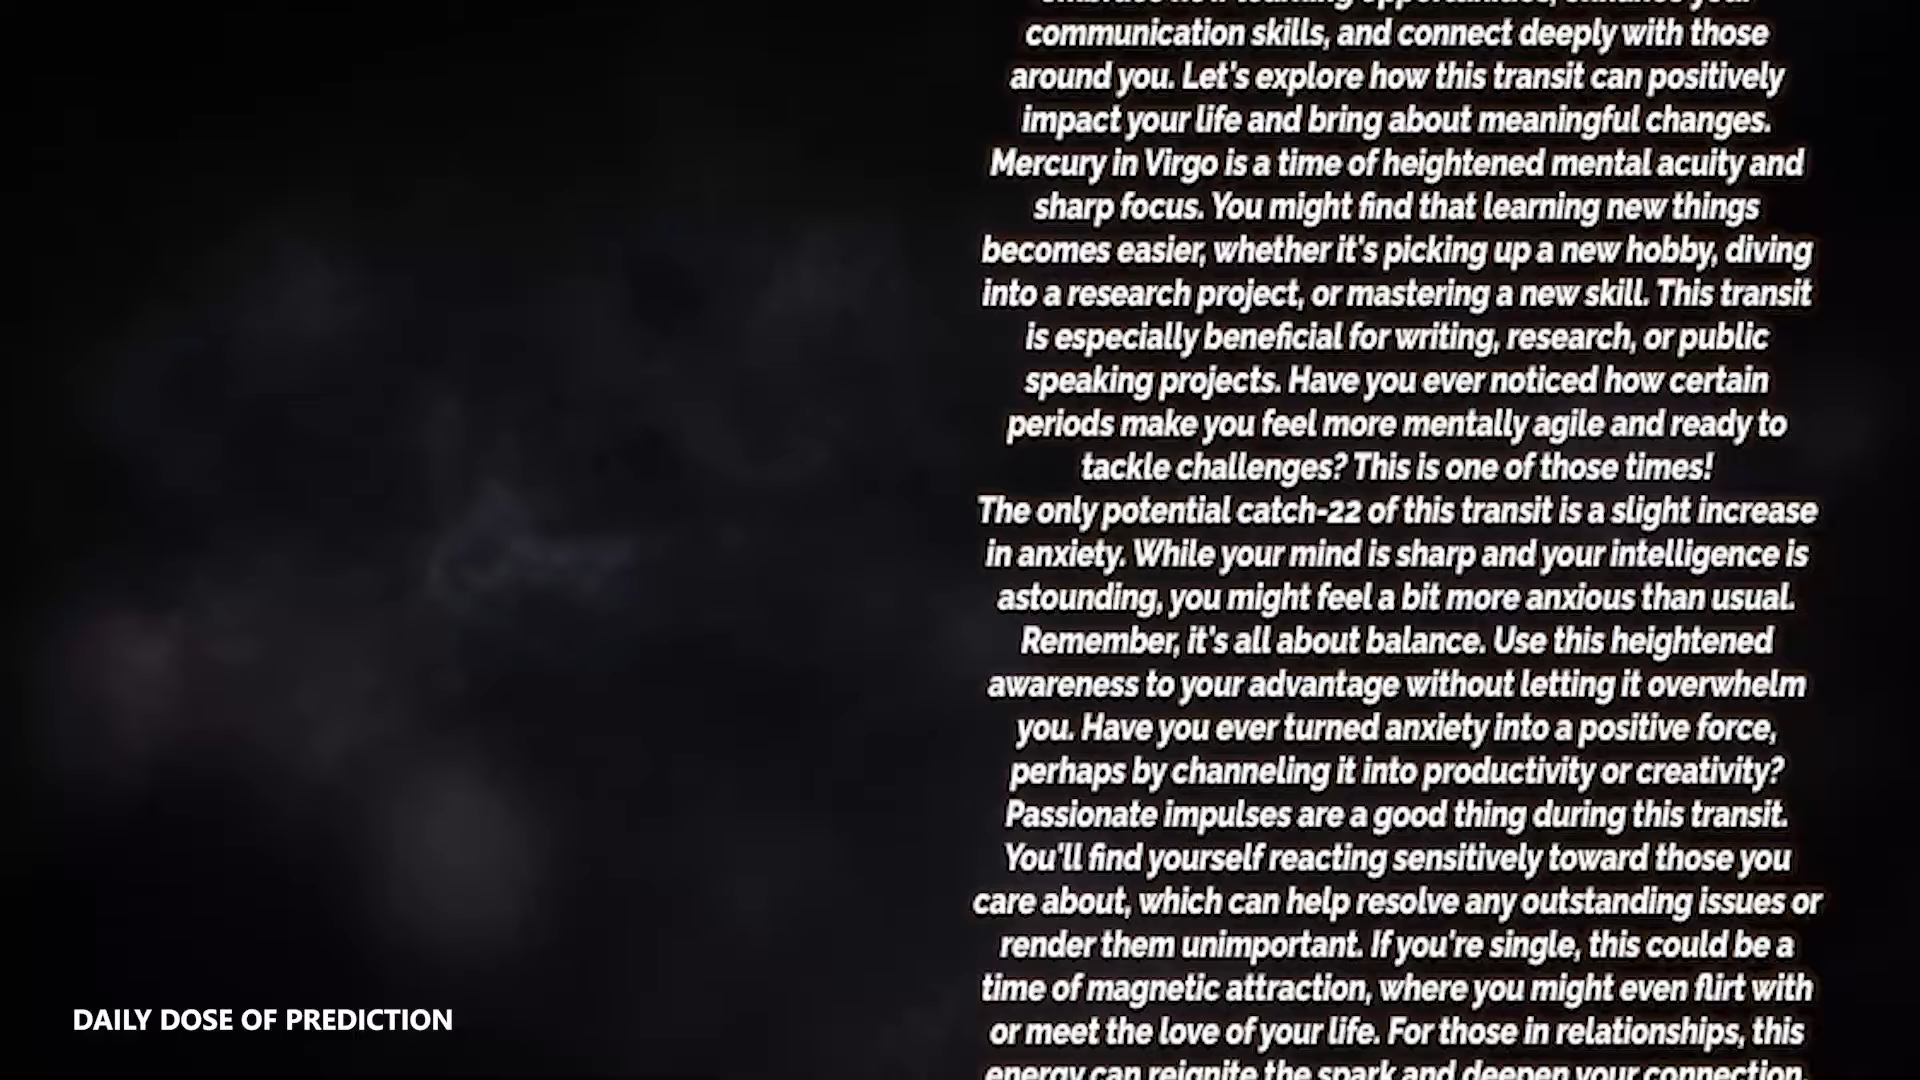 communication skills, and connect deeply with those
around you. Let's explore how this transit can positively
impact your life and bring about meaningful changes.
Mercury in Virgo is a time of heightened mental acuity and
sharp focus. You might find that learning new things
becomes easier, whether it's picking up a new hobby, diving
into a research project, or mastering a new skill. This transit
is especially beneficial for writing, research, or public
speaking projects. Have you ever noticed how certain
periods make you feel more mentally agile and ready to
tackle challenges? This is one of those times!
The only potential catch-22 of this transit is a slight increase
in anxiety. While your mind is sharp and your intelligence is
astounding, you might feel a bit more anxious than usual.
Remember, it's all about balance. Use this heightened
awareness to your advantage without letting it overwhelm
you. Have you ever turned anxiety into a positive force,
perhaps by channeling it into productivity or creativity?
Passionate impulses are a good thing during this transit.
You'll find yourself reacting sensitively toward those you
care about, which can help resolve any outstanding issues or
render them unimportant. If you're single, this could be a
time of magnetic attraction, where you might even flirt with
or meet the love of your life. For those in relationships, this
energy can reignite the spark and deepen your connection.
DAILY DOSE OF PREDICTION